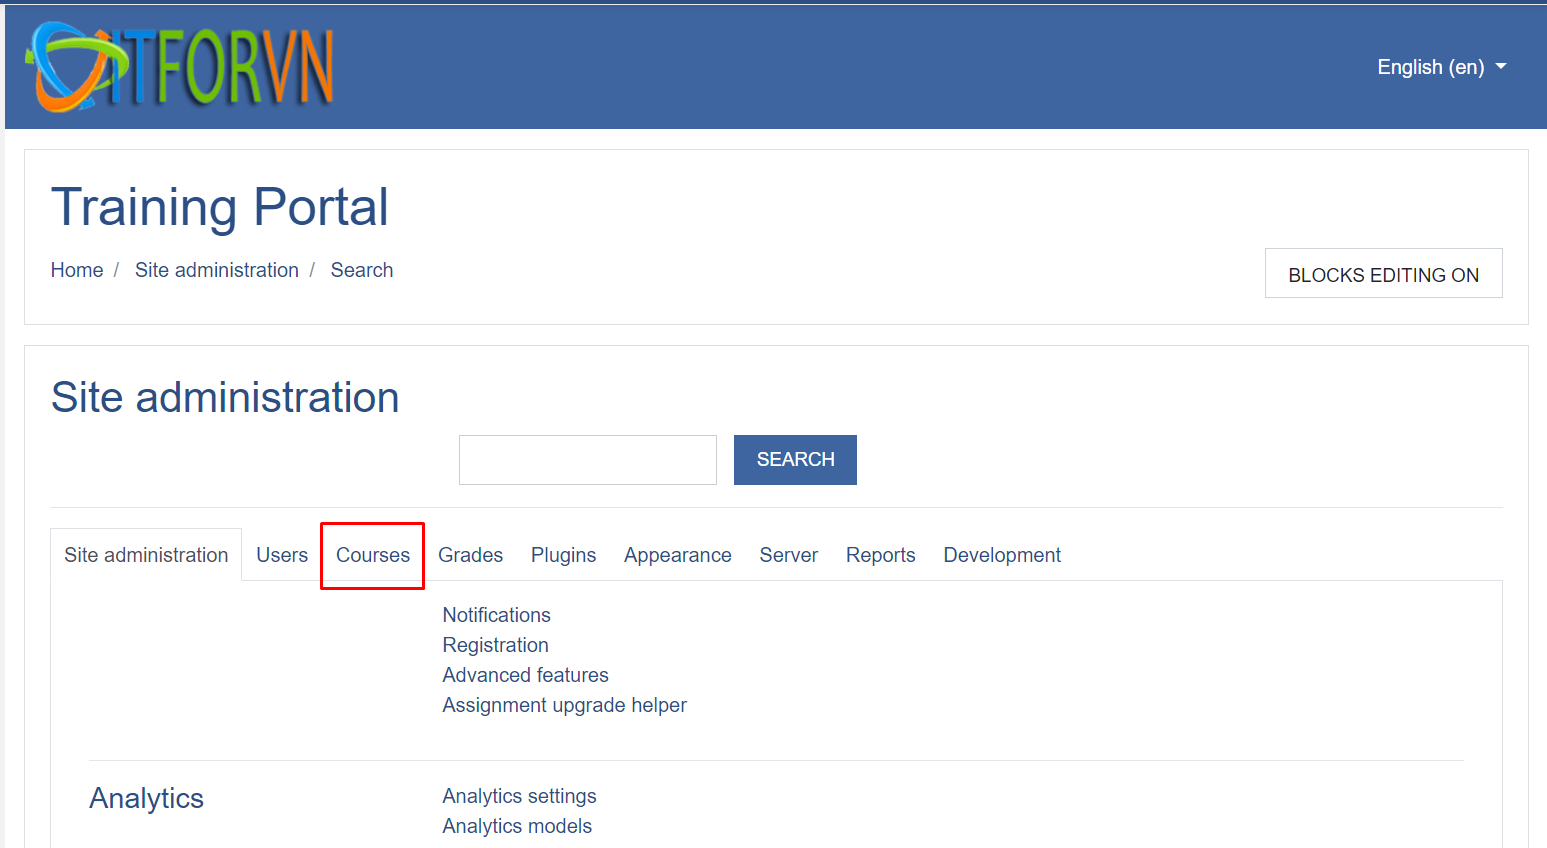 ITFORVN
English (en)
Training Portal
Home / Site administration / Search
BLOCKS EDITING ON
Site administration
SEARCH
Site administration Users Courses Grades Plugins Appearance Server Reports Development
Notifications
Registration
Advanced features
Assignment upgrade helper
Analytics
Analytics settings
Analytics models